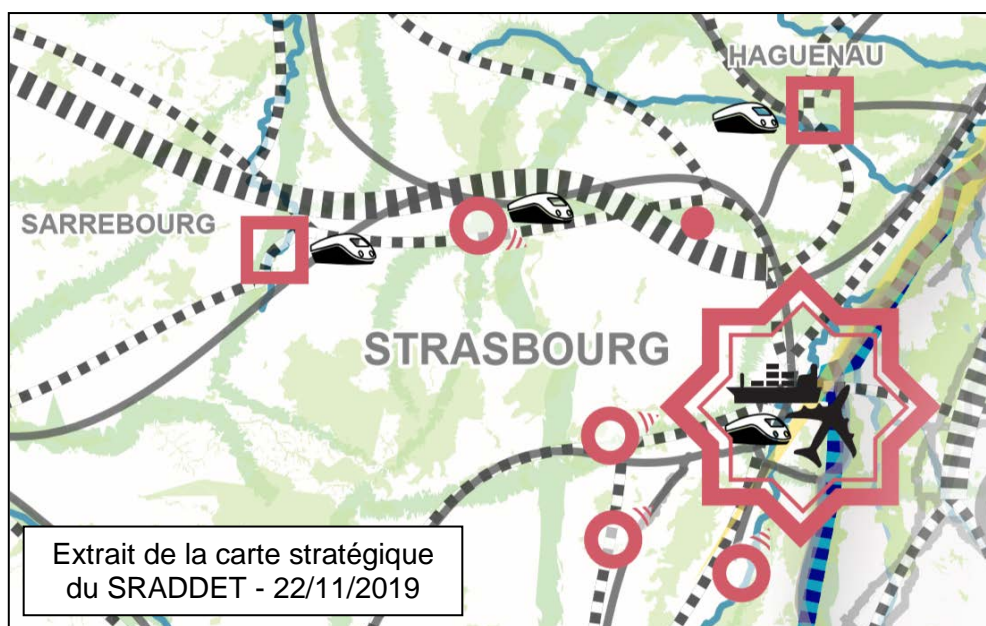 HAGUENAU
SARREBOURG
STRASBOURG
Extrait de la carte stratégique
du SRADDET - 22/11/2019